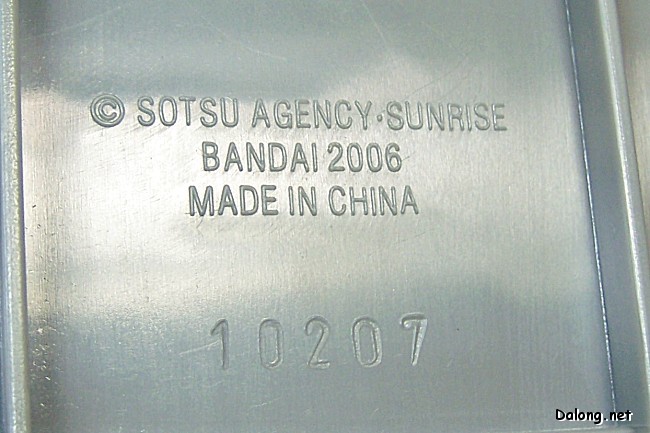 © SOTSU AGENCY·SUNRISE
BANDAI 2006
MADE IN CHINA
10207
Dalong.net